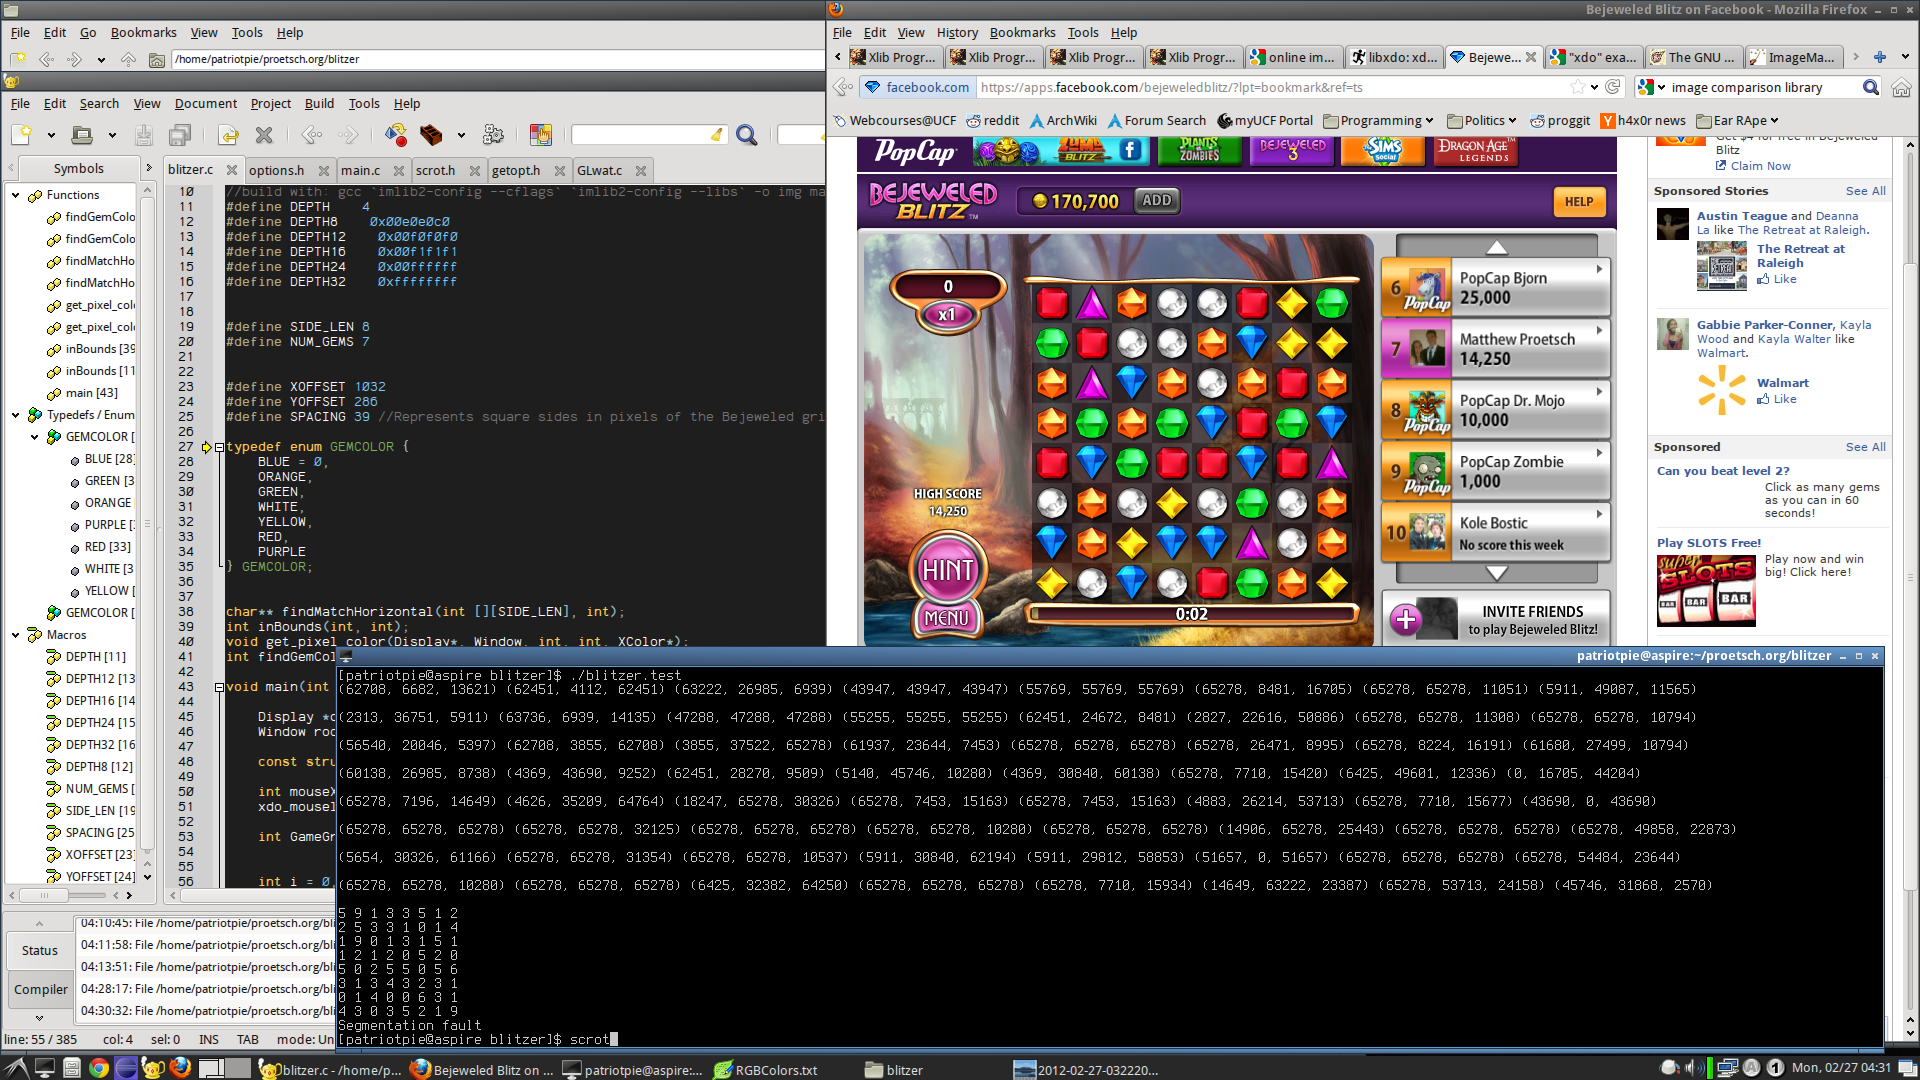 File Edit Go Bookmarks View Tools Help
/home/patriotpie/proetsch.org/blitzer
File Edit Search View Document Project Build Tools Help
Symbols
blitzer.c options.h main.c scrot.h getopt.h GLwat.c
Functions
findGemColo
findGemColo
findMatchHo
findMatchHo
get_pixel_colo
get_pixel_colo
inBounds [39
inBounds [11
main [43]
Typedefs / Enum
GEMCOLOR [
BLUE [28]
GREEN [3
ORANGE
PURPLE [
RED [33]
WHITE [3
YELLOW [
GEMCOLOR [
Macros
DEPTH [11]
DEPTH12 [13
DEPTH16 [14
DEPTH24 [15
DEPTH32 [16
DEPTH8 [12]
NUM_GEMS [
SIDE_LEN [19
SPACING [25
XOFFSET [23]
YOFFSET [24]
10 //build with: gcc `imlib2-config --cflags` `imlib2-config --libs` -o img ma
11 #define DEPTH 4
12 #define DEPTH8 0x00e0e0c0
13 #define DEPTH12 0x00f0f0f0
14 #define DEPTH16 0x00f1f1f1
15 #define DEPTH24 0x00ffffff
16 #define DEPTH32 0xffffffff
17
18
19 #define SIDE_LEN 8
20 #define NUM_GEMS 7
21
22
23 #define XOFFSET 1032
24 #define YOFFSET 286
25 #define SPACING 39 //Represents square sides in pixels of the Bejeweled gri
26
27 typedef enum GEMCOLOR {
28 BLUE = 0,
29 ORANGE,
30 GREEN,
31 WHITE,
32 YELLOW,
33 RED,
34 PURPLE
35 } GEMCOLOR;
36
37
38 char** findMatchHorizontal(int [][SIDE_LEN], int);
39 int inBounds(int, int);
40 void get_pixel_color(Display*, Window, int, int, XColor*);
41 int findGemCol
42
43 void main(int
44
45 Display *d
46 Window roo
47
48 const stru
49
50 int mouseX
51 xdo_mousel
52
53 int GameGr
54
55
56 int i = 0,
Status
Compiler
04:10:45: File /home/patriotpie/proetsch.org/bli
04:11:58: File /home/patriotpie/proetsch.org/bli
04:13:51: File /home/patriotpie/proetsch.org/bli
04:28:17: File /home/patriotpie/proetsch.org/bli
04:30:32: File /home/patriotpie/proetsch.org/bli
line: 55 / 385 col: 4 sel: 0 INS TAB mode: Un
Bejeweled Blitz on Facebook - Mozilla Firefox
File Edit View History Bookmarks Tools Help
Xlib Progr... Xlib Progr... Xlib Progr... Xlib Progr... online im... libxdo: xd... Bejewe... "xdo" exa... The GNU ... ImageMa...
facebook.com https://apps.facebook.com/bejeweledblitz/?lpt=bookmark&ref=ts image comparison library
Webcourses@UCF reddit ArchWiki Forum Search myUCF Portal Programming Politics proggit h4x0r news Ear RApe
PopCap ZUMA BLITZ PLANTS ZOMBIES BEJEWELED 3 The SIMS social DRAGON AGE LEGENDS
BEJEWELED BLITZ 170,700 ADD HELP
0
x1
HIGH SCORE
14,250
HINT
MENU
0:02
6 PopCap Bjorn
25,000
PopCap
7 Matthew Proetsch
14,250
8 PopCap Dr. Mojo
10,000
PopCap
9 PopCap Zombie
1,000
PopCap
10 Kole Bostic
No score this week
INVITE FRIENDS
to play Bejeweled Blitz!
Get $4 for free in Bejeweled
Blitz
Claim Now
Sponsored Stories See All
Austin Teague and Deanna
La like The Retreat at Raleigh.
The Retreat at
Raleigh
Like
Gabbie Parker-Conner, Kayla
Wood and Kayla Walter like
Walmart.
Walmart
Like
Sponsored See All
Can you beat level 2?
Click as many gems
as you can in 60
seconds!
Play SLOTS Free!
super SLOTS
BAR BAR BAR
Play now and win
big! Click here!
patriotpie@aspire:~/proetsch.org/blitzer
[patriotpie@aspire blitzer]$ ./blitzer.test
(62708, 6682, 13621) (62451, 4112, 62451) (63222, 26985, 6939) (43947, 43947, 43947) (55769, 55769, 55769) (65278, 8481, 16705) (65278, 65278, 11051) (5911, 49087, 11565)
(2313, 36751, 5911) (63736, 6939, 14135) (47288, 47288, 47288) (55255, 55255, 55255) (62451, 24672, 8481) (2827, 22616, 50886) (65278, 65278, 11308) (65278, 65278, 10794)
(56540, 20046, 5397) (62708, 3855, 62708) (3855, 37522, 65278) (61937, 23644, 7453) (65278, 65278, 65278) (65278, 26471, 8995) (65278, 8224, 16191) (61680, 27499, 10794)
(60138, 26985, 8738) (4369, 43690, 9252) (62451, 28270, 9509) (5140, 45746, 10280) (4369, 30840, 60138) (65278, 7710, 15420) (6425, 49601, 12336) (0, 16705, 44204)
(65278, 7196, 14649) (4626, 35209, 64764) (18247, 65278, 30326) (65278, 7453, 15163) (65278, 7453, 15163) (4883, 26214, 53713) (65278, 7710, 15677) (43690, 0, 43690)
(65278, 65278, 65278) (65278, 65278, 32125) (65278, 65278, 65278) (65278, 65278, 10280) (65278, 65278, 65278) (14906, 65278, 25443) (65278, 65278, 65278) (65278, 49858, 22873)
(5654, 30326, 61166) (65278, 65278, 31354) (65278, 65278, 10537) (5911, 30840, 62194) (5911, 29812, 58853) (51657, 0, 51657) (65278, 65278, 65278) (65278, 54484, 23644)
(65278, 65278, 10280) (65278, 65278, 65278) (6425, 32382, 64250) (65278, 65278, 65278) (65278, 7710, 15934) (14649, 63222, 23387) (65278, 53713, 24158) (45746, 31868, 2570)
5 9 1 3 3 5 1 2
2 5 3 3 1 0 1 4
1 9 0 1 3 1 5 1
1 2 1 2 0 5 2 0
5 0 2 5 5 0 5 6
3 1 3 4 3 2 3 1
0 1 4 0 0 6 3 1
4 3 0 3 5 2 1 9
Segmentation fault
[patriotpie@aspire blitzer]$ scrot
blitzer.c - /home/p... Bejeweled Blitz on ... patriotpie@aspire:... RGBColors.txt blitzer 2012-02-27-032220... Mon, 02/27 04:31